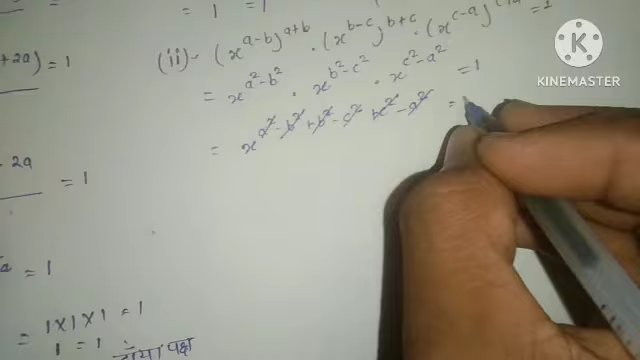 +2a) = 1
- 2a
= 1
a = 1
= 1×1×1 = 1
1 = 1
= 1 = 1
(ii)- (x^{a-b})^{a+b} · (x^{b-c})^{b+c} · (x^{c-a})^{c+a} = 1
= x^{a²-b²} · x^{b²-c²} · x^{c²-a²} = 1
= x^{a²-b²+b²-c²+c²-a²} =
KINEMASTER